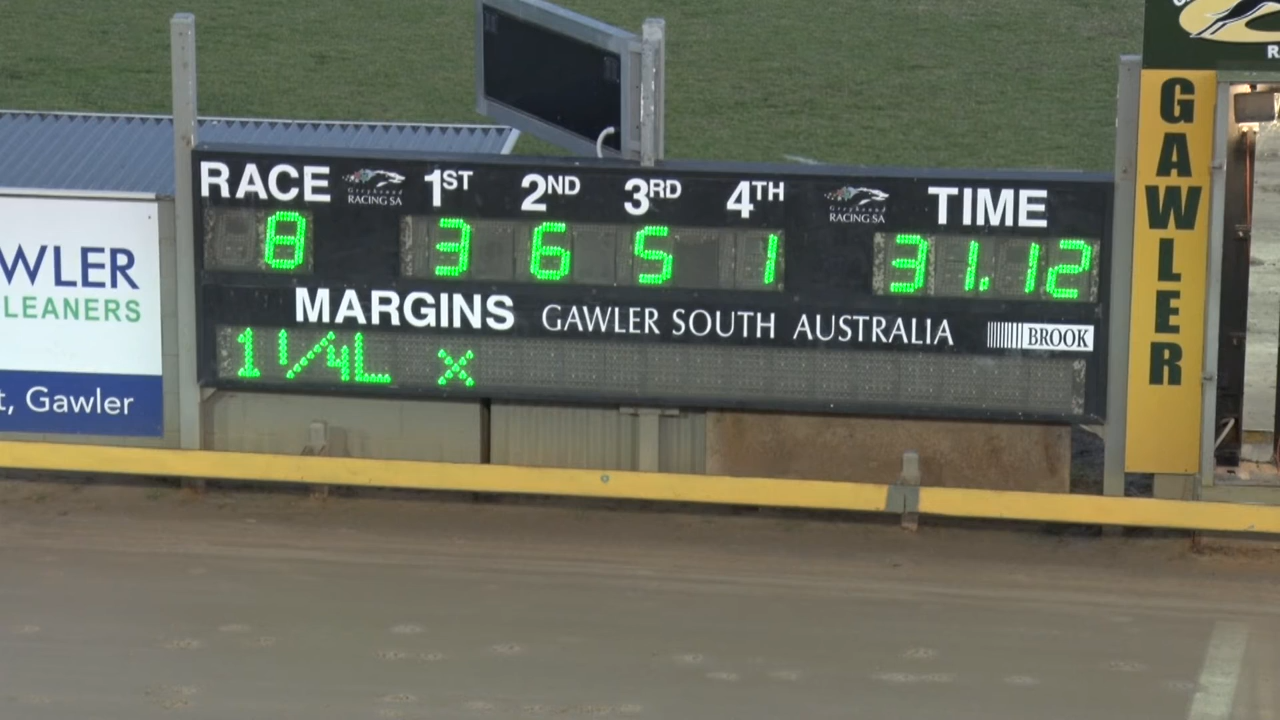 RACE 1ST 2ND 3RD 4TH TIME
Greyhound RACING SA Greyhound RACING SA
8 3 6 5 1 31.12
MARGINS GAWLER SOUTH AUSTRALIA BROOK
1 1/4L x
WLER
LEANERS
t, Gawler
GAWLER